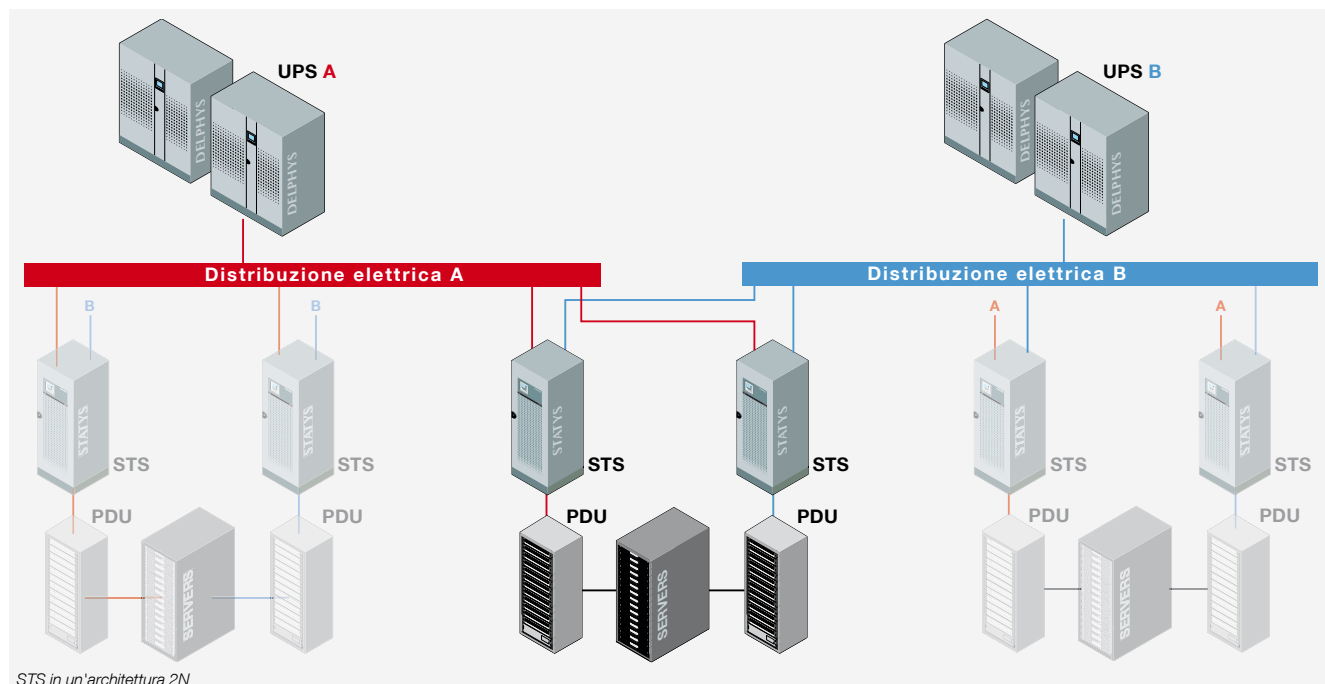 UPS A
UPS B
DELPHYS
DELPHYS
DELPHYS
DELPHYS
Distribuzione elettrica A
Distribuzione elettrica B
B
B
A
A
STATYS
STATYS
STATYS
STATYS
STATYS
STATYS
STS
STS
STS
STS
STS
STS
PDU
PDU
PDU
PDU
PDU
PDU
SERVERS
SERVERS
SERVERS
STS in un'architettura 2N